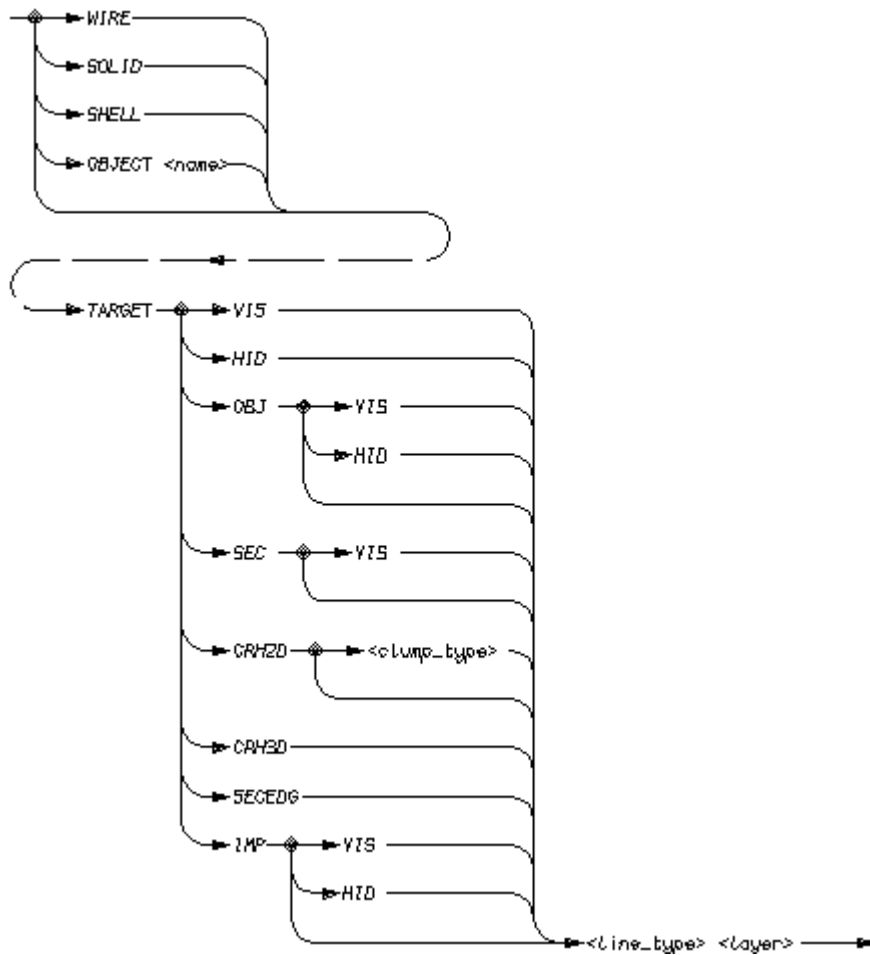 WIRE
SOLID
SHELL
OBJECT <name>
TARGET VIS
HID
OBJ VIS
HID
SEC VIS
CRH2D <clump_type>
CRH3D
SECEDG
IMP VIS
HID
<line_type> <layer>